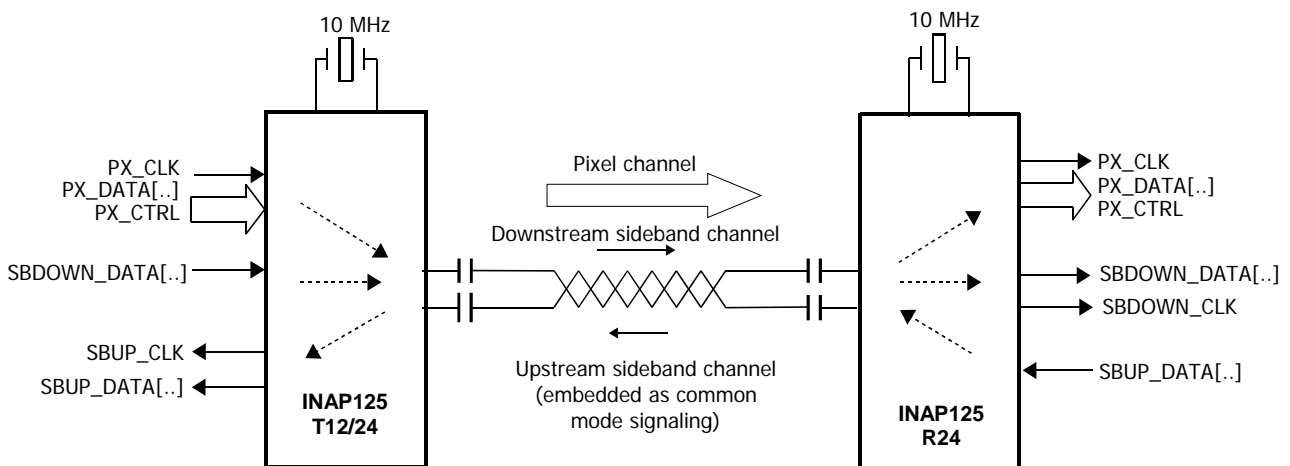 10 MHz
10 MHz
PX_CLK
PX_DATA[..]
PX_CTRL
SBDOWN_DATA[..]
SBUP_CLK
SBUP_DATA[..]
INAP125
T12/24
Pixel channel
Downstream sideband channel
Upstream sideband channel
(embedded as common
mode signaling)
INAP125
R24
PX_CLK
PX_DATA[..]
PX_CTRL
SBDOWN_DATA[..]
SBDOWN_CLK
SBUP_DATA[..]